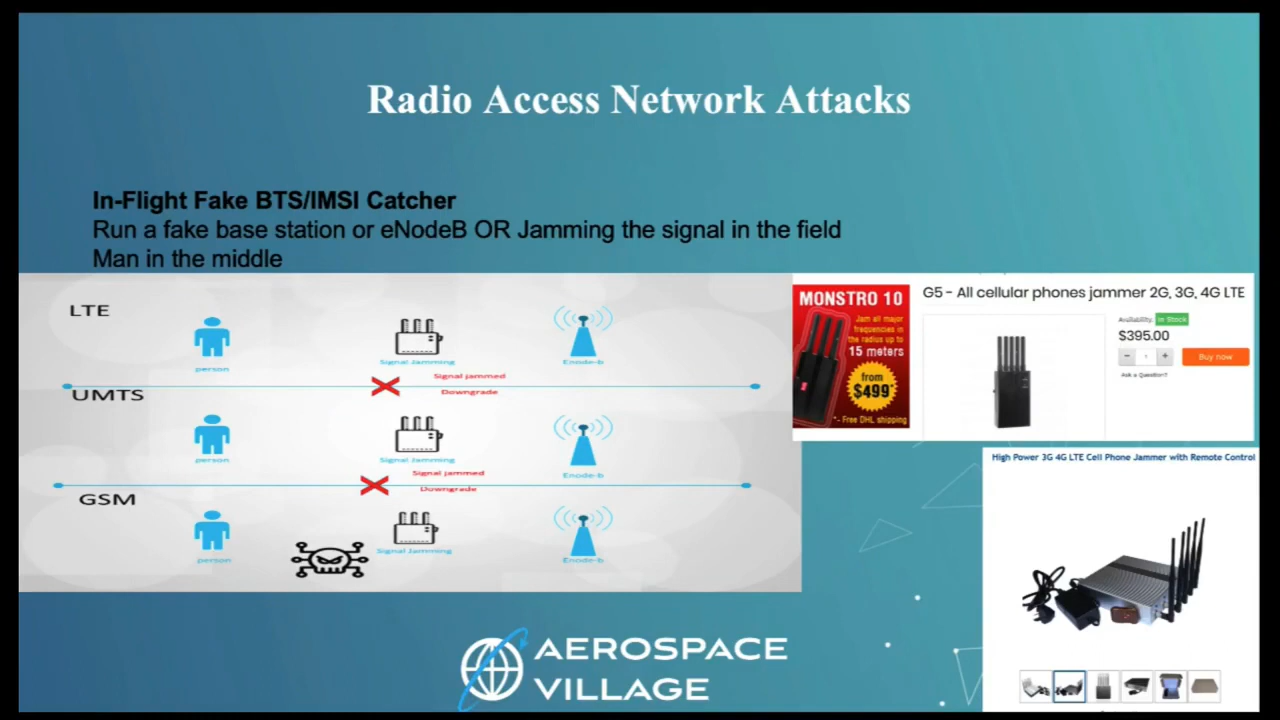 Radio Access Network Attacks
In-Flight Fake BTS/IMSI Catcher
Run a fake base station or eNodeB OR Jamming the signal in the field
Man in the middle
LTE
person
Signal Jamming
Enode-b
Signal jammed
Downgrade
UMTS
person
Signal Jamming
Enode-b
Signal jammed
Downgrade
GSM
person
Signal Jamming
Enode-b
MONSTRO 10
Jam all major
frequencies in
the radius up to
15 meters
from
$499*
*- Free DHL shipping
G5 - All cellular phones jammer 2G, 3G, 4G LTE
Availability: In Stock
$395.00
- 1 +
Buy now
Ask a Question?
High Power 3G 4G LTE Cell Phone Jammer with Remote Control
AEROSPACE
VILLAGE